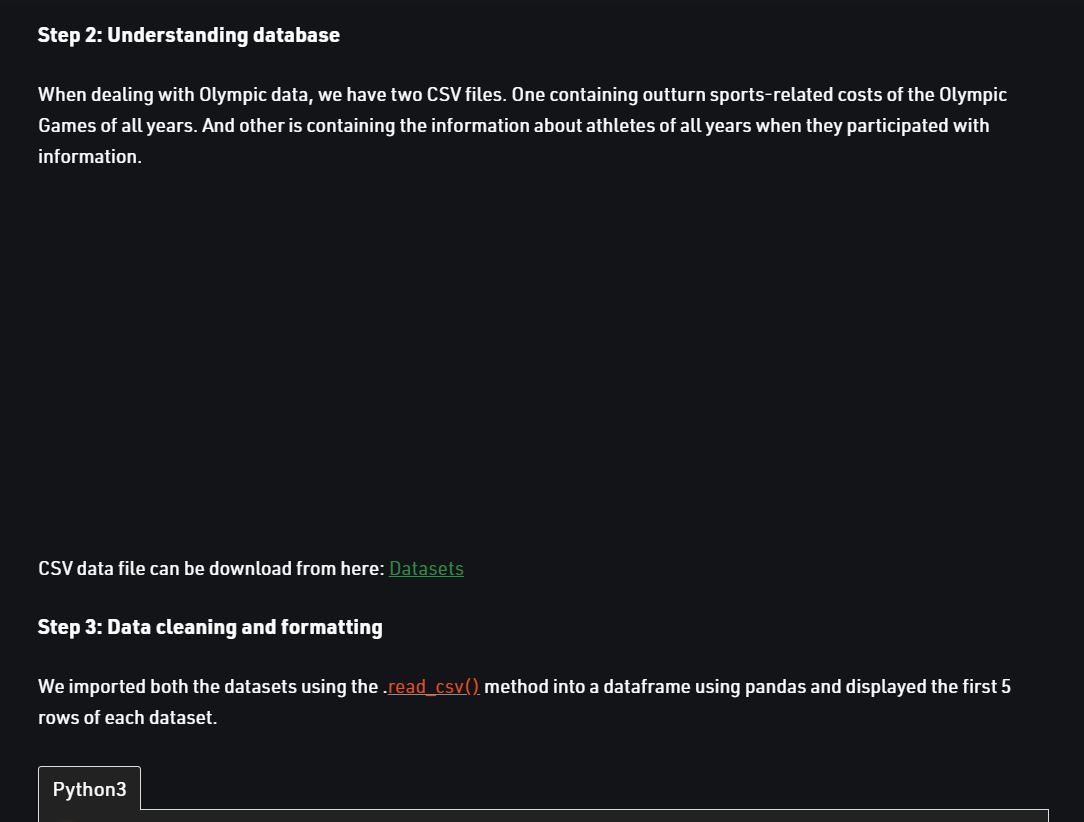 Step 2: Understanding database
When dealing with Olympic data, we have two CSV files. One containing outturn sports-related costs of the Olympic
Games of all years. And other is containing the information about athletes of all years when they participated with
information.
CSV data file can be download from here: Datasets
Step 3: Data cleaning and formatting
We imported both the datasets using the .read_csv() method into a dataframe using pandas and displayed the first 5
rows of each dataset.
Python3